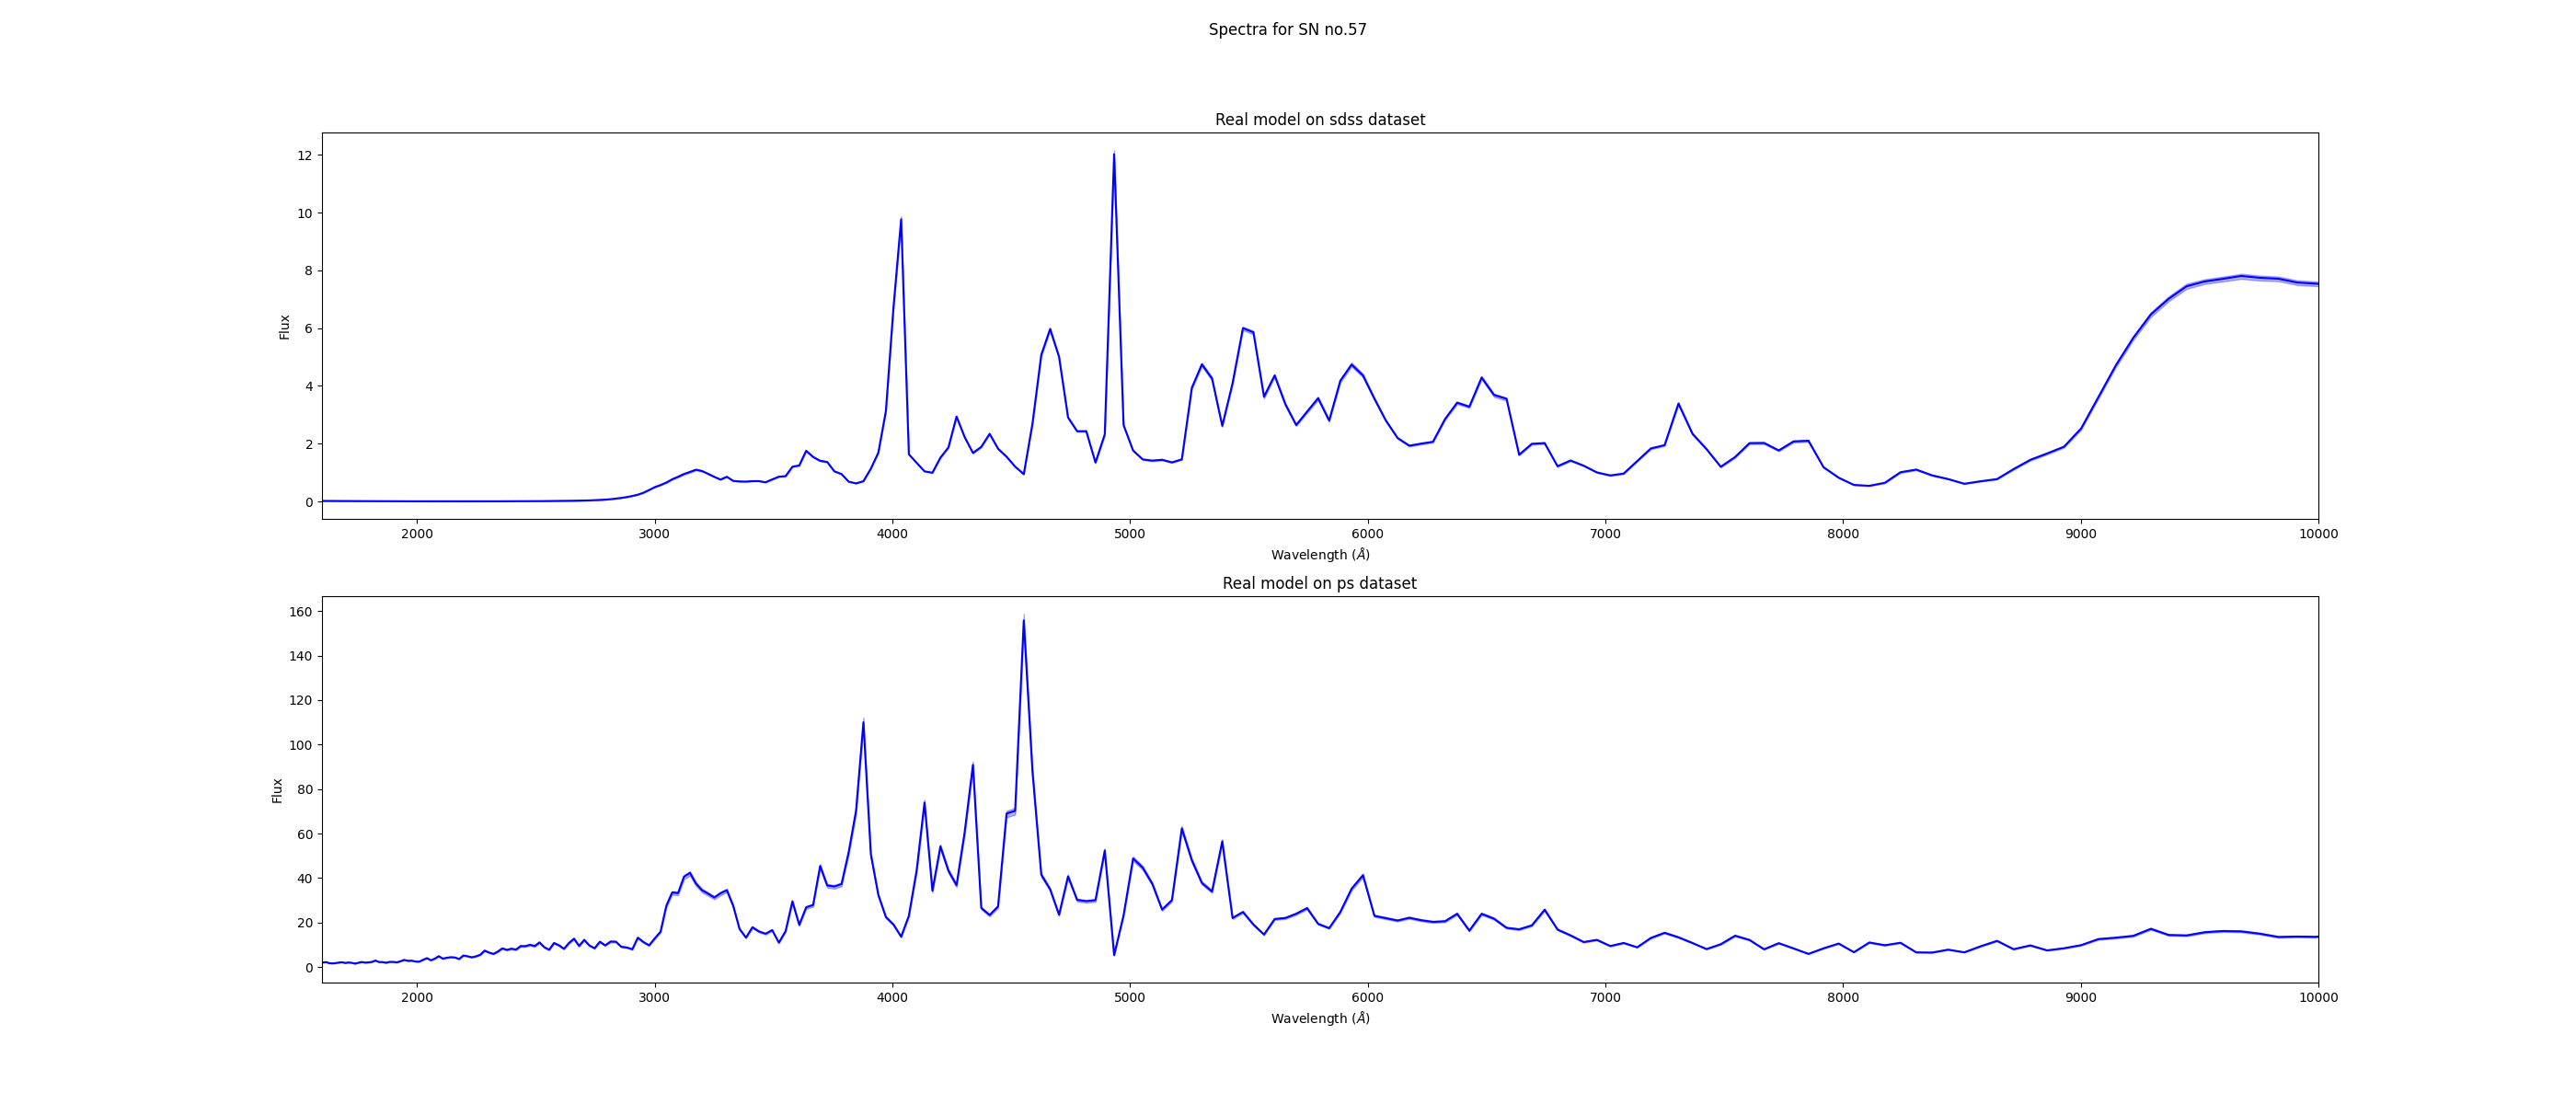 Spectra for SN no.57
Real model on sdss dataset
12
10
8
6
4
2
0
Flux
2000 3000 4000 5000 6000 7000 8000 9000 10000
Wavelength (Å)
Real model on ps dataset
160
140
120
100
80
60
40
20
0
Flux
2000 3000 4000 5000 6000 7000 8000 9000 10000
Wavelength (Å)